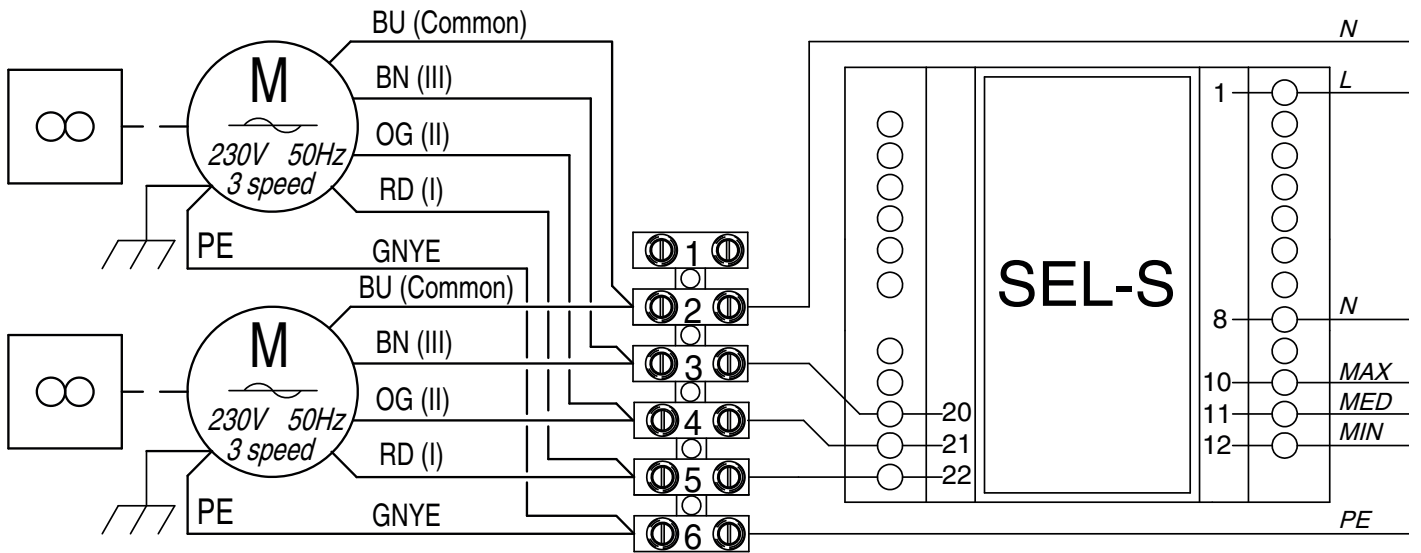 BU (Common)
BN (III)
OG (II)
RD (I)
M
230V 50Hz
3 speed
PE
GNYE
BU (Common)
BN (III)
OG (II)
RD (I)
M
230V 50Hz
3 speed
PE
GNYE
1
2
3
4
5
6
20
21
22
SEL-S
1
8
10
11
12
N
L
N
MAX
MED
MIN
PE